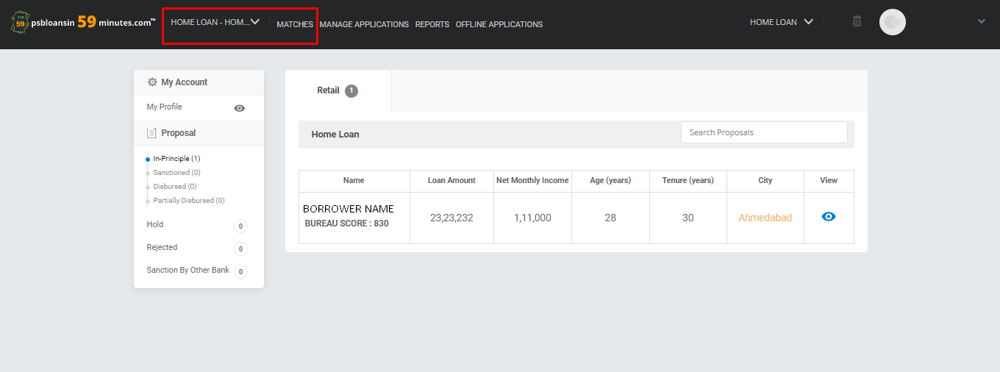 PSB
59
psbloansin 59 minutes.com™
HOME LOAN - HOM...
MATCHES
MANAGE APPLICATIONS
REPORTS
OFFLINE APPLICATIONS
HOME LOAN
My Account
My Profile
Proposal
In-Principle (1)
Sanctioned (0)
Disbursed (0)
Partially Disbursed (0)
Hold 0
Rejected 0
Sanction By Other Bank 0
Retail 1
Home Loan
Search Proposals
Name Loan Amount Net Monthly Income Age (years) Tenure (years) City View
BORROWER NAME
BUREAU SCORE : 830
23,23,232 1,11,000 28 30 Ahmedabad